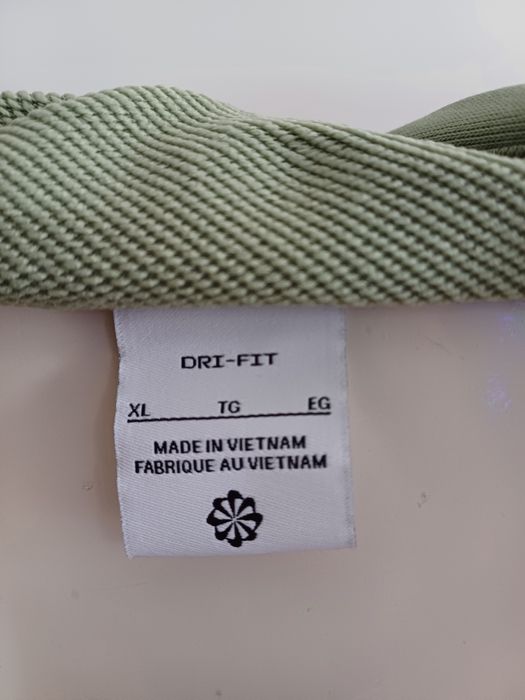 DRI-FIT
XL TG EG
MADE IN VIETNAM
FABRIQUE AU VIETNAM